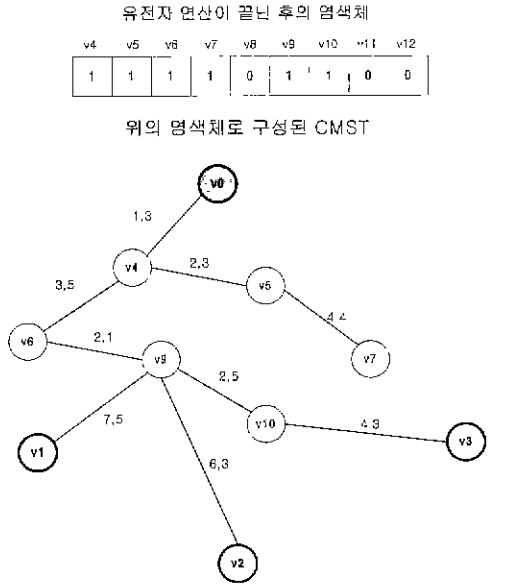 유전자 연산이 끝난 후의 염색체
v4 v5 v6 v7 v8 v9 v10 v11 v12
1 1 1 1 0 1 1 0 0
위의 염색체로 구성된 CMST
v0
1,3
v4
2,3
v5
3,5
4,4
v6
2,1
v9
v7
2,5
7,5
v10
4,3
v3
v1
6,3
v2